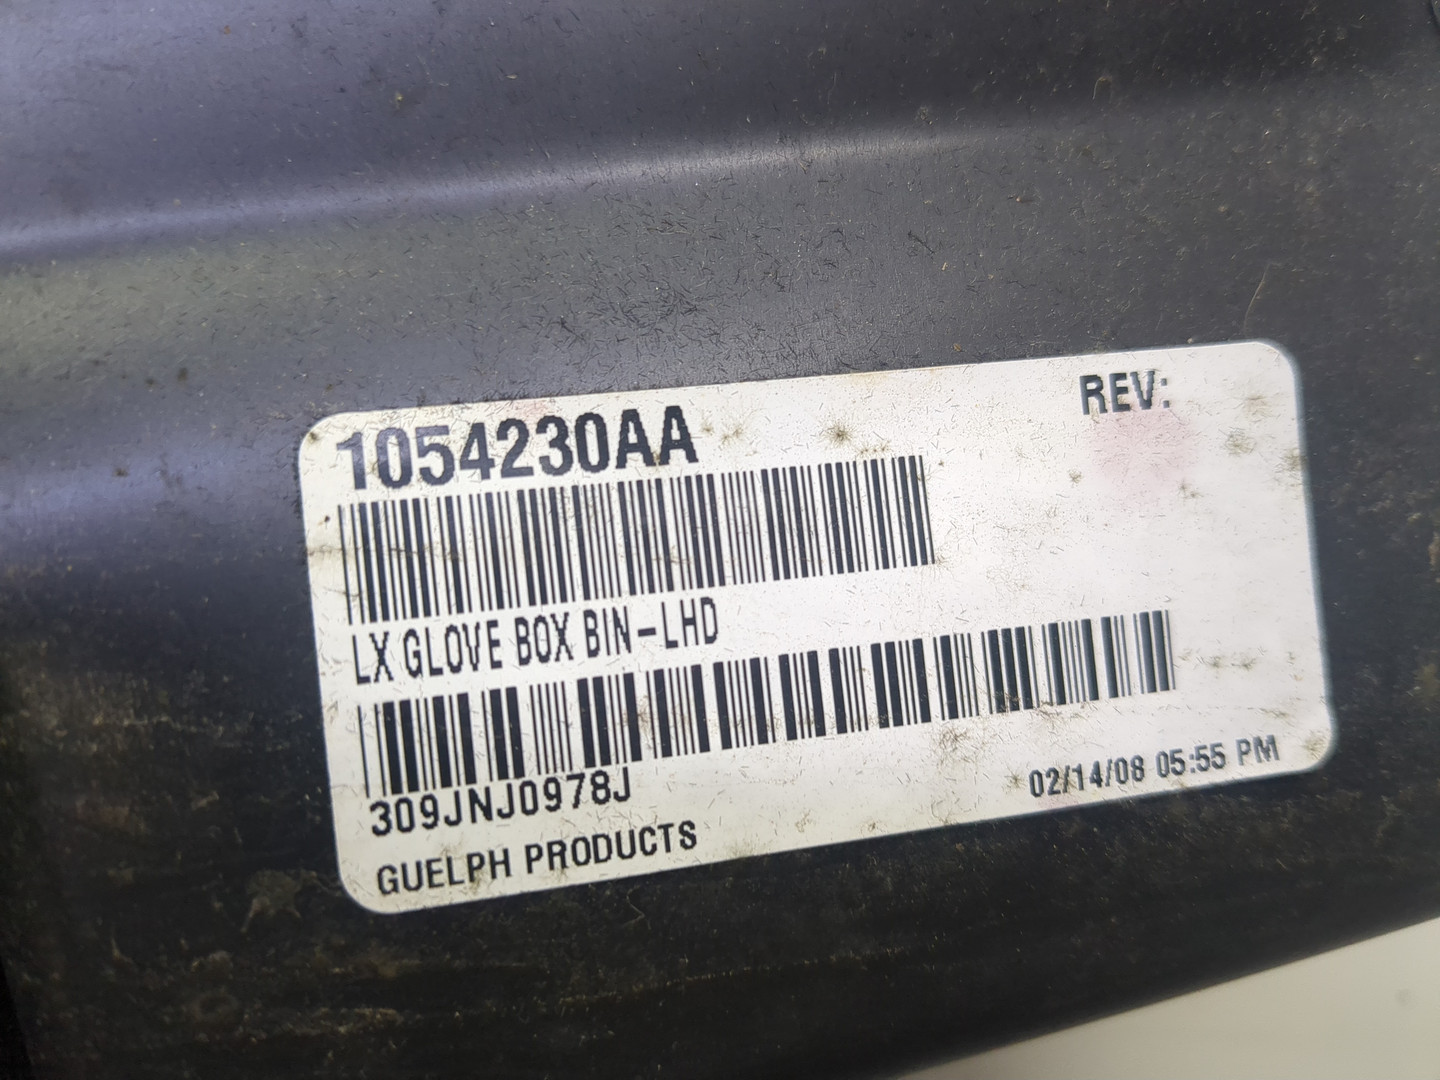 1054230AA
REV:
LX GLOVE BOX BIN-LHD
309JNJ0978J
02/14/08 05:55 PM
GUELPH PRODUCTS